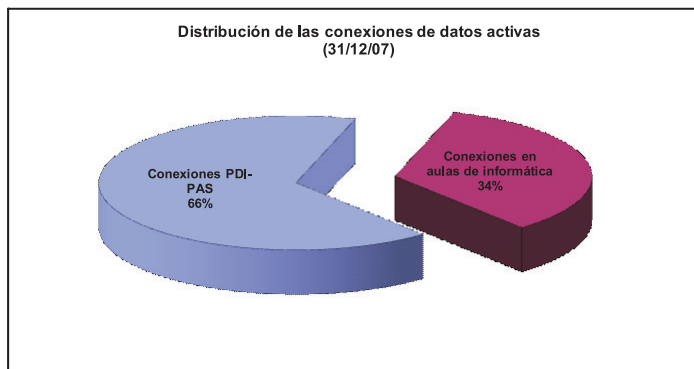 Distribución de las conexiones de datos activas
(31/12/07)
Conexiones PDI-
PAS
66%
Conexiones en
aulas de informática
34%